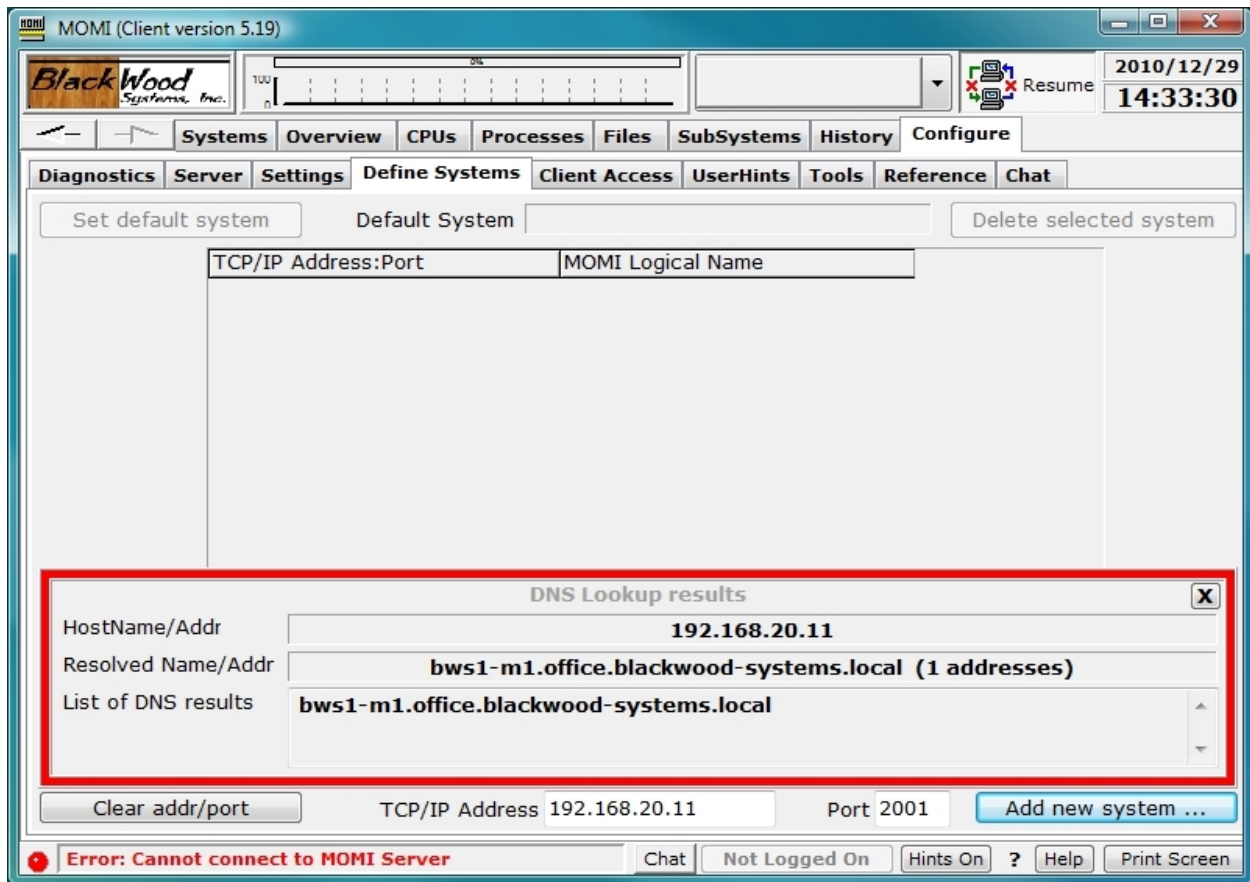 MOMI
MOMI (Client version 5.19)
X
BlackWood
Systems, Inc.
0%
100
0
Resume
2010/12/29
14:33:30
Systems Overview CPUs Processes Files SubSystems History Configure
Diagnostics Server Settings Define Systems Client Access UserHints Tools Reference Chat
Set default system Default System Delete selected system
TCP/IP Address:Port MOMI Logical Name
DNS Lookup results X
HostName/Addr 192.168.20.11
Resolved Name/Addr bws1-m1.office.blackwood-systems.local (1 addresses)
List of DNS results bws1-m1.office.blackwood-systems.local
Clear addr/port TCP/IP Address 192.168.20.11 Port 2001 Add new system ...
Error: Cannot connect to MOMI Server Chat Not Logged On Hints On ? Help Print Screen